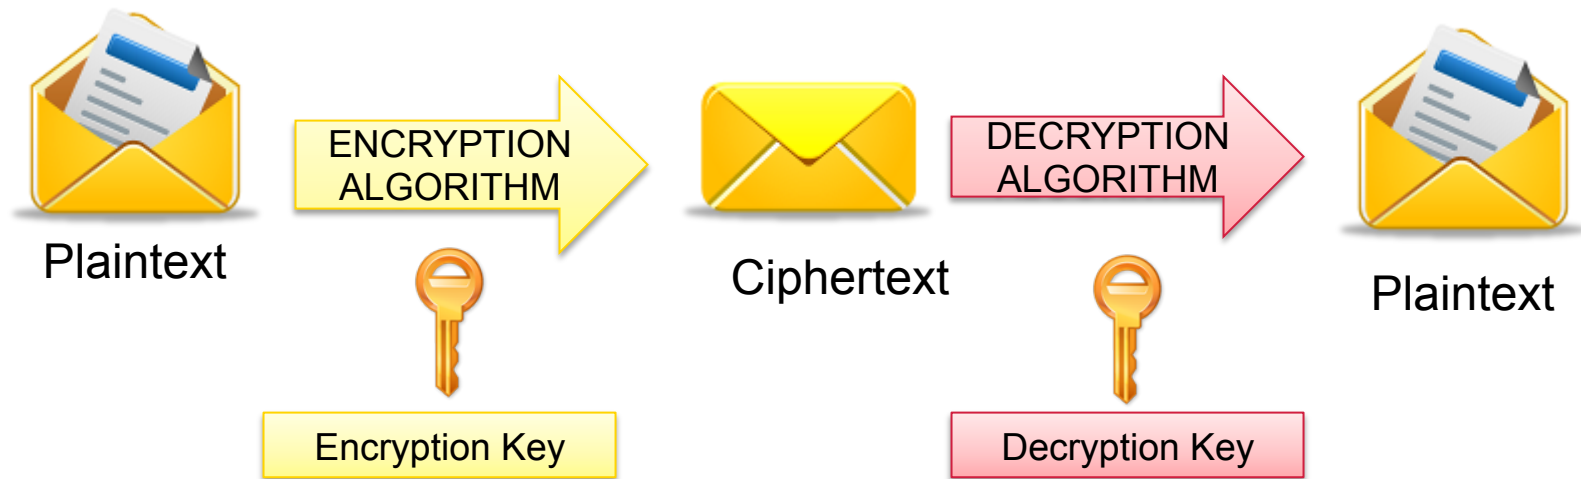 ENCRYPTION
ALGORITHM
DECRYPTION
ALGORITHM
Plaintext
Ciphertext
Plaintext
Encryption Key
Decryption Key